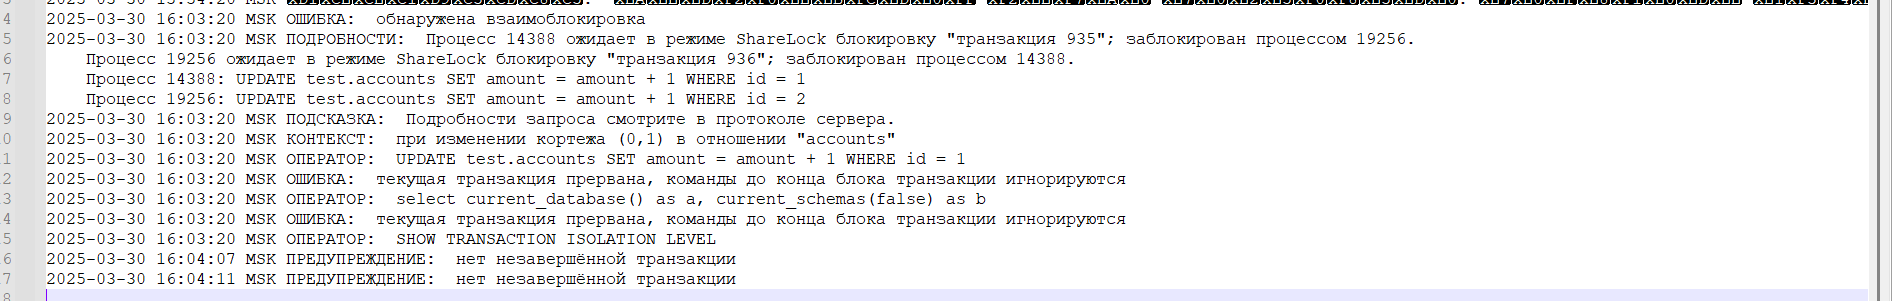 4 2025-03-30 16:03:20 MSK ОШИБКА:  обнаружена взаимоблокировка
5 2025-03-30 16:03:20 MSK ПОДРОБНОСТИ:  Процесс 14388 ожидает в режиме ShareLock блокировку "транзакция 935"; заблокирован процессом 19256.
6     Процесс 19256 ожидает в режиме ShareLock блокировку "транзакция 936"; заблокирован процессом 14388.
7     Процесс 14388: UPDATE test.accounts SET amount = amount + 1 WHERE id = 1
8     Процесс 19256: UPDATE test.accounts SET amount = amount + 1 WHERE id = 2
9 2025-03-30 16:03:20 MSK ПОДСКАЗКА:  Подробности запроса смотрите в протоколе сервера.
0 2025-03-30 16:03:20 MSK КОНТЕКСТ:  при изменении кортежа (0,1) в отношении "accounts"
1 2025-03-30 16:03:20 MSK ОПЕРАТОР:  UPDATE test.accounts SET amount = amount + 1 WHERE id = 1
2 2025-03-30 16:03:20 MSK ОШИБКА:  текущая транзакция прервана, команды до конца блока транзакции игнорируются
3 2025-03-30 16:03:20 MSK ОПЕРАТОР:  select current_database() as a, current_schemas(false) as b
4 2025-03-30 16:03:20 MSK ОШИБКА:  текущая транзакция прервана, команды до конца блока транзакции игнорируются
5 2025-03-30 16:03:20 MSK ОПЕРАТОР:  SHOW TRANSACTION ISOLATION LEVEL
6 2025-03-30 16:04:07 MSK ПРЕДУПРЕЖДЕНИЕ:  нет незавершённой транзакции
7 2025-03-30 16:04:11 MSK ПРЕДУПРЕЖДЕНИЕ:  нет незавершённой транзакции
8